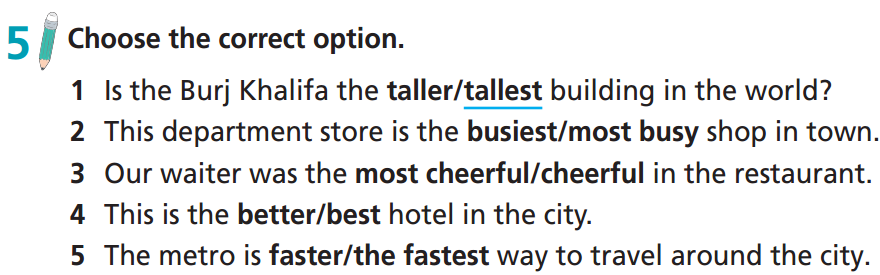 5 Choose the correct option.
1 Is the Burj Khalifa the taller/tallest building in the world?
2 This department store is the busiest/most busy shop in town.
3 Our waiter was the most cheerful/cheerful in the restaurant.
4 This is the better/best hotel in the city.
5 The metro is faster/the fastest way to travel around the city.